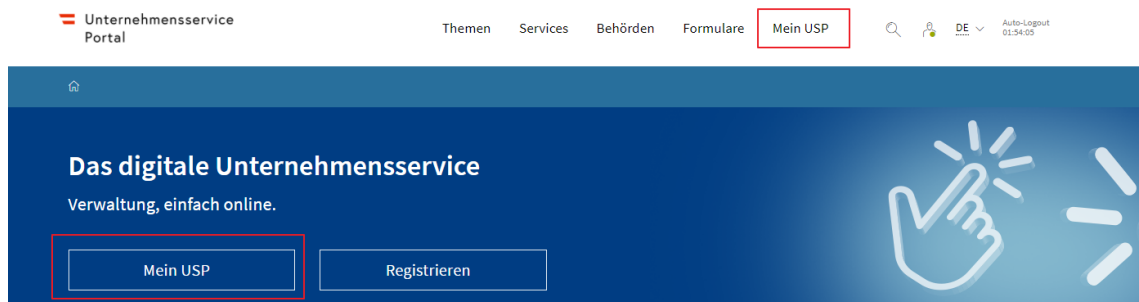 Unternehmensservice
Portal
Themen Services Behörden Formulare Mein USP DE Auto-Logout
01:54:05
Das digitale Unternehmensservice
Verwaltung, einfach online.
Mein USP Registrieren